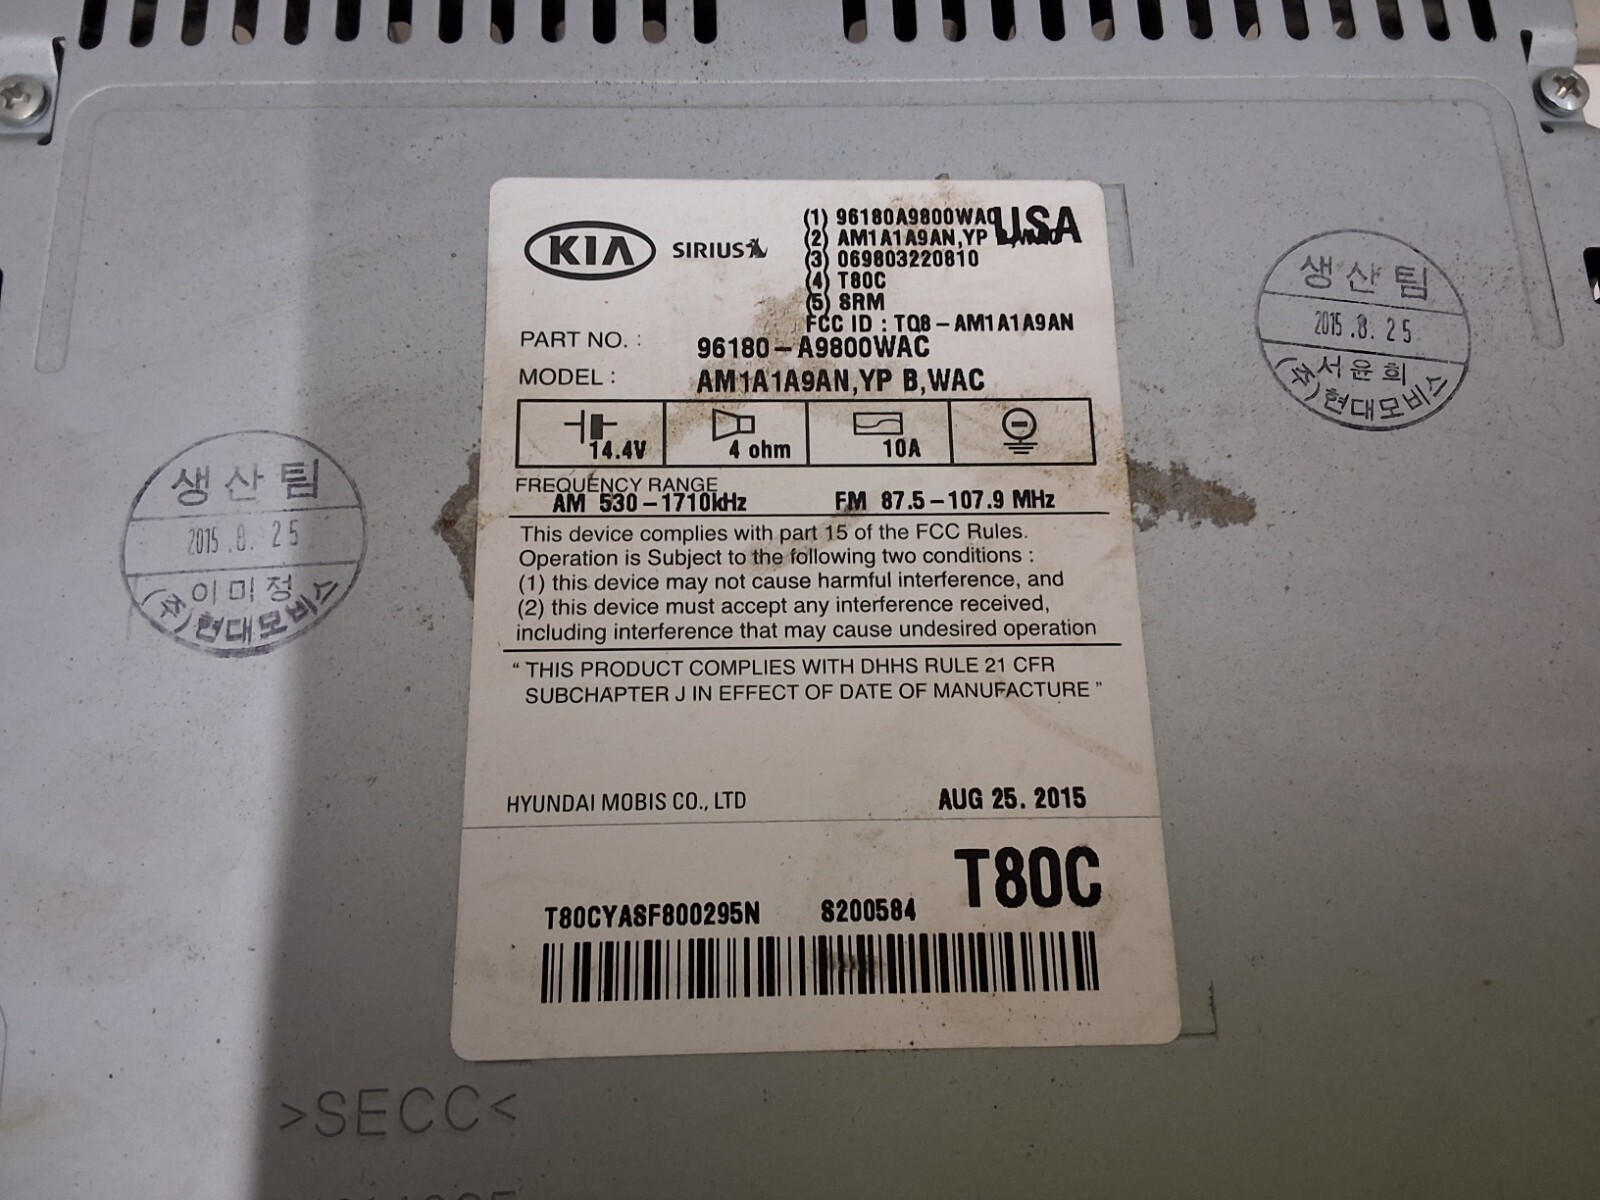 KIA
SIRIUS
USA
(1) 96180A9800WAC
(2) AM1A1A9AN,YP B,WAC
(3) 069803220810
(4) T80C
(5) SRM
FCC ID : TQ8-AM1A1A9AN
PART NO. : 96180-A9800WAC
MODEL : AM1A1A9AN,YP B,WAC
14.4V 4 ohm 10A
FREQUENCY RANGE
AM 530-1710kHz FM 87.5-107.9 MHz
This device complies with part 15 of the FCC Rules.
Operation is Subject to the following two conditions :
(1) this device may not cause harmful interference, and
(2) this device must accept any interference received,
including interference that may cause undesired operation
“ THIS PRODUCT COMPLIES WITH DHHS RULE 21 CFR
SUBCHAPTER J IN EFFECT OF DATE OF MANUFACTURE ”
HYUNDAI MOBIS CO., LTD AUG 25. 2015
T80C
T80CYASF800295N S200584
생산팀
2015.8.25
이미정
(주)현대모비스
생산팀
2015.8.25
서윤희
(주)현대모비스
>SECC<